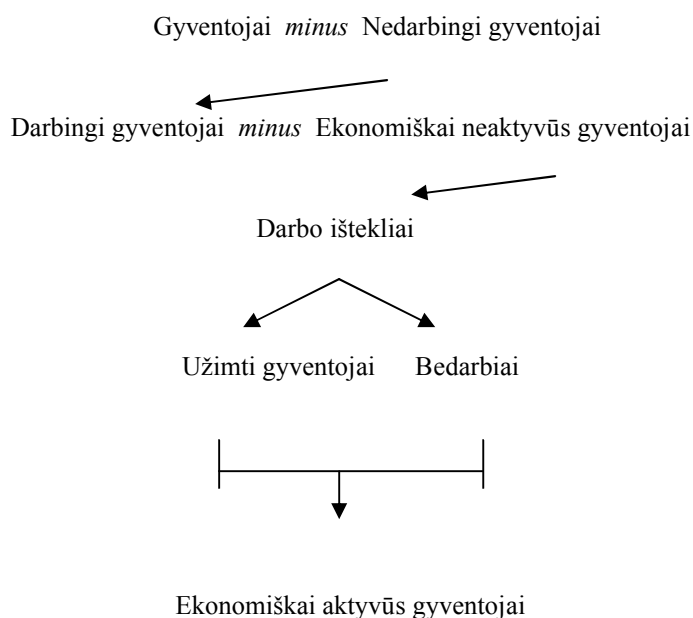 Gyventojai minus Nedarbingi gyventojai
Darbingi gyventojai minus Ekonomiškai neaktyvūs gyventojai
Darbo ištekliai
Užimti gyventojai Bedarbiai
Ekonomiškai aktyvūs gyventojai